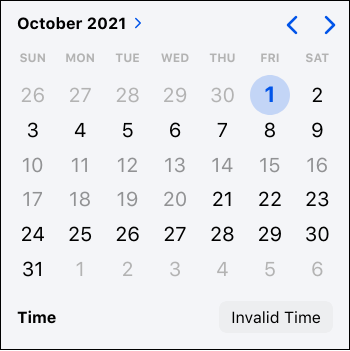 October 2021
SUN MON TUE WED THU FRI SAT
26 27 28 29 30 1 2
3 4 5 6 7 8 9
10 11 12 13 14 15 16
17 18 19 20 21 22 23
24 25 26 27 28 29 30
31 1 2 3 4 5 6
Time Invalid Time